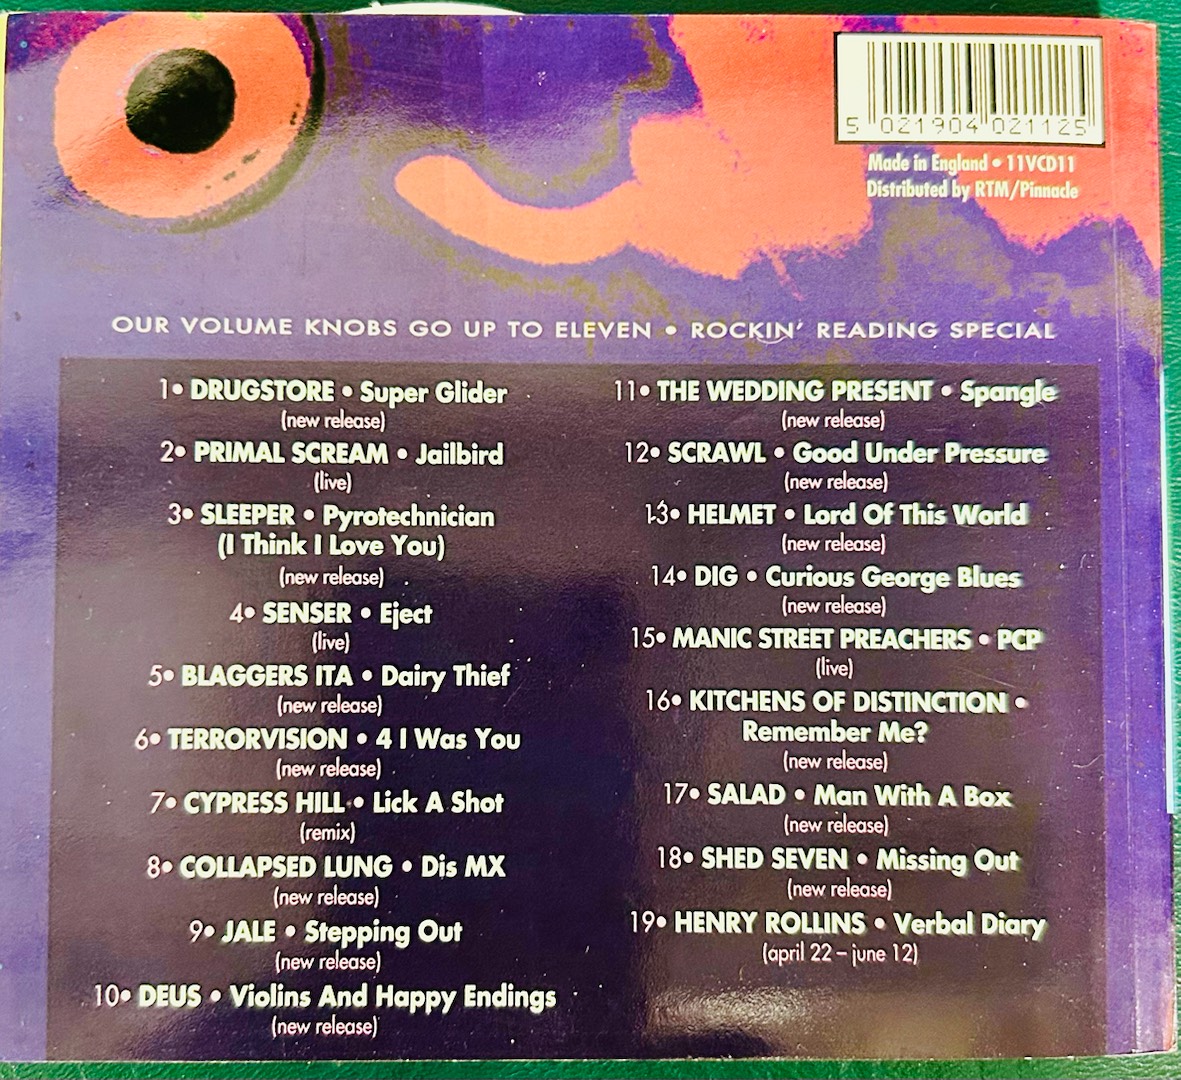 5 021904 021125
Made in England • 11VCD11
Distributed by RTM/Pinnacle
OUR VOLUME KNOBS GO UP TO ELEVEN • ROCKIN' READING SPECIAL
1• DRUGSTORE • Super Glider
(new release)
2• PRIMAL SCREAM • Jailbird
(live)
3• SLEEPER • Pyrotechnician
(I Think I Love You)
(new release)
4• SENSER • Eject
(live)
5• BLAGGERS ITA • Dairy Thief
(new release)
6• TERRORVISION • 4 I Was You
(new release)
7• CYPRESS HILL • Lick A Shot
(remix)
8• COLLAPSED LUNG • Dis MX
(new release)
9• JALE • Stepping Out
(new release)
10• DEUS • Violins And Happy Endings
(new release)
11• THE WEDDING PRESENT • Spangle
(new release)
12• SCRAWL • Good Under Pressure
(new release)
13• HELMET • Lord Of This World
(new release)
14• DIG • Curious George Blues
(new release)
15• MANIC STREET PREACHERS • PCP
(live)
16• KITCHENS OF DISTINCTION •
Remember Me?
(new release)
17• SALAD • Man With A Box
(new release)
18• SHED SEVEN • Missing Out
(new release)
19• HENRY ROLLINS • Verbal Diary
(april 22 – june 12)